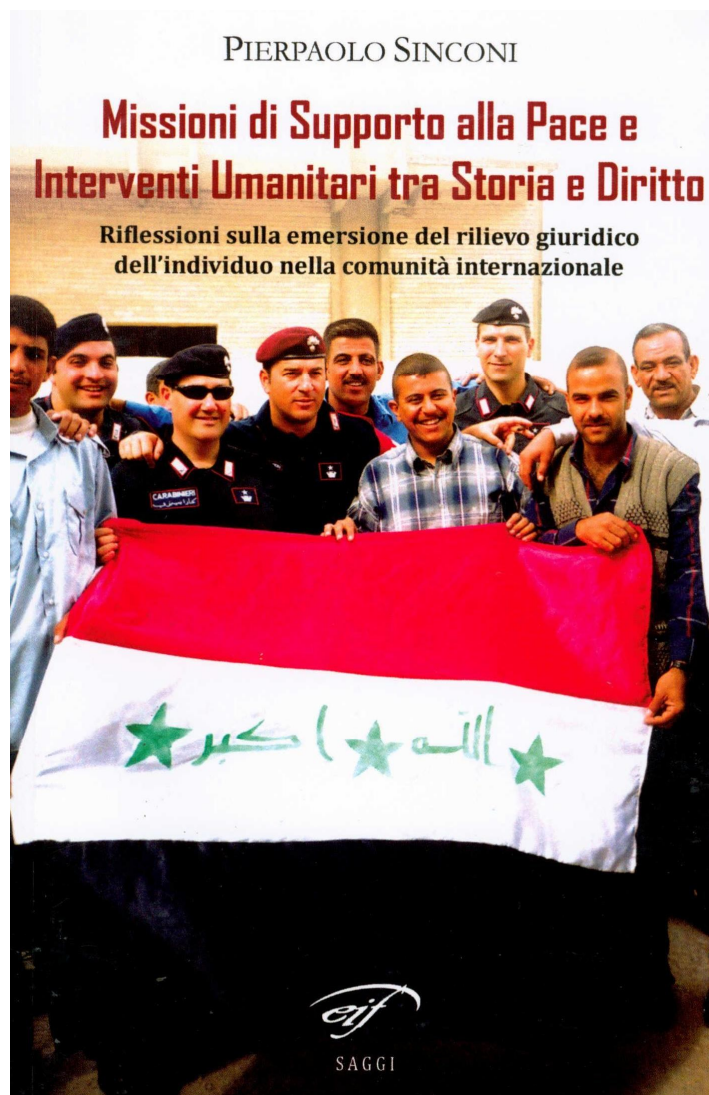 PIERPAOLO SINCONI
Missioni di Supporto alla Pace e
Interventi Umanitari tra Storia e Diritto
Riflessioni sulla emersione del rilievo giuridico
dell'individuo nella comunità internazionale
CARABINIERI
الله اكبر
eif
SAGGI